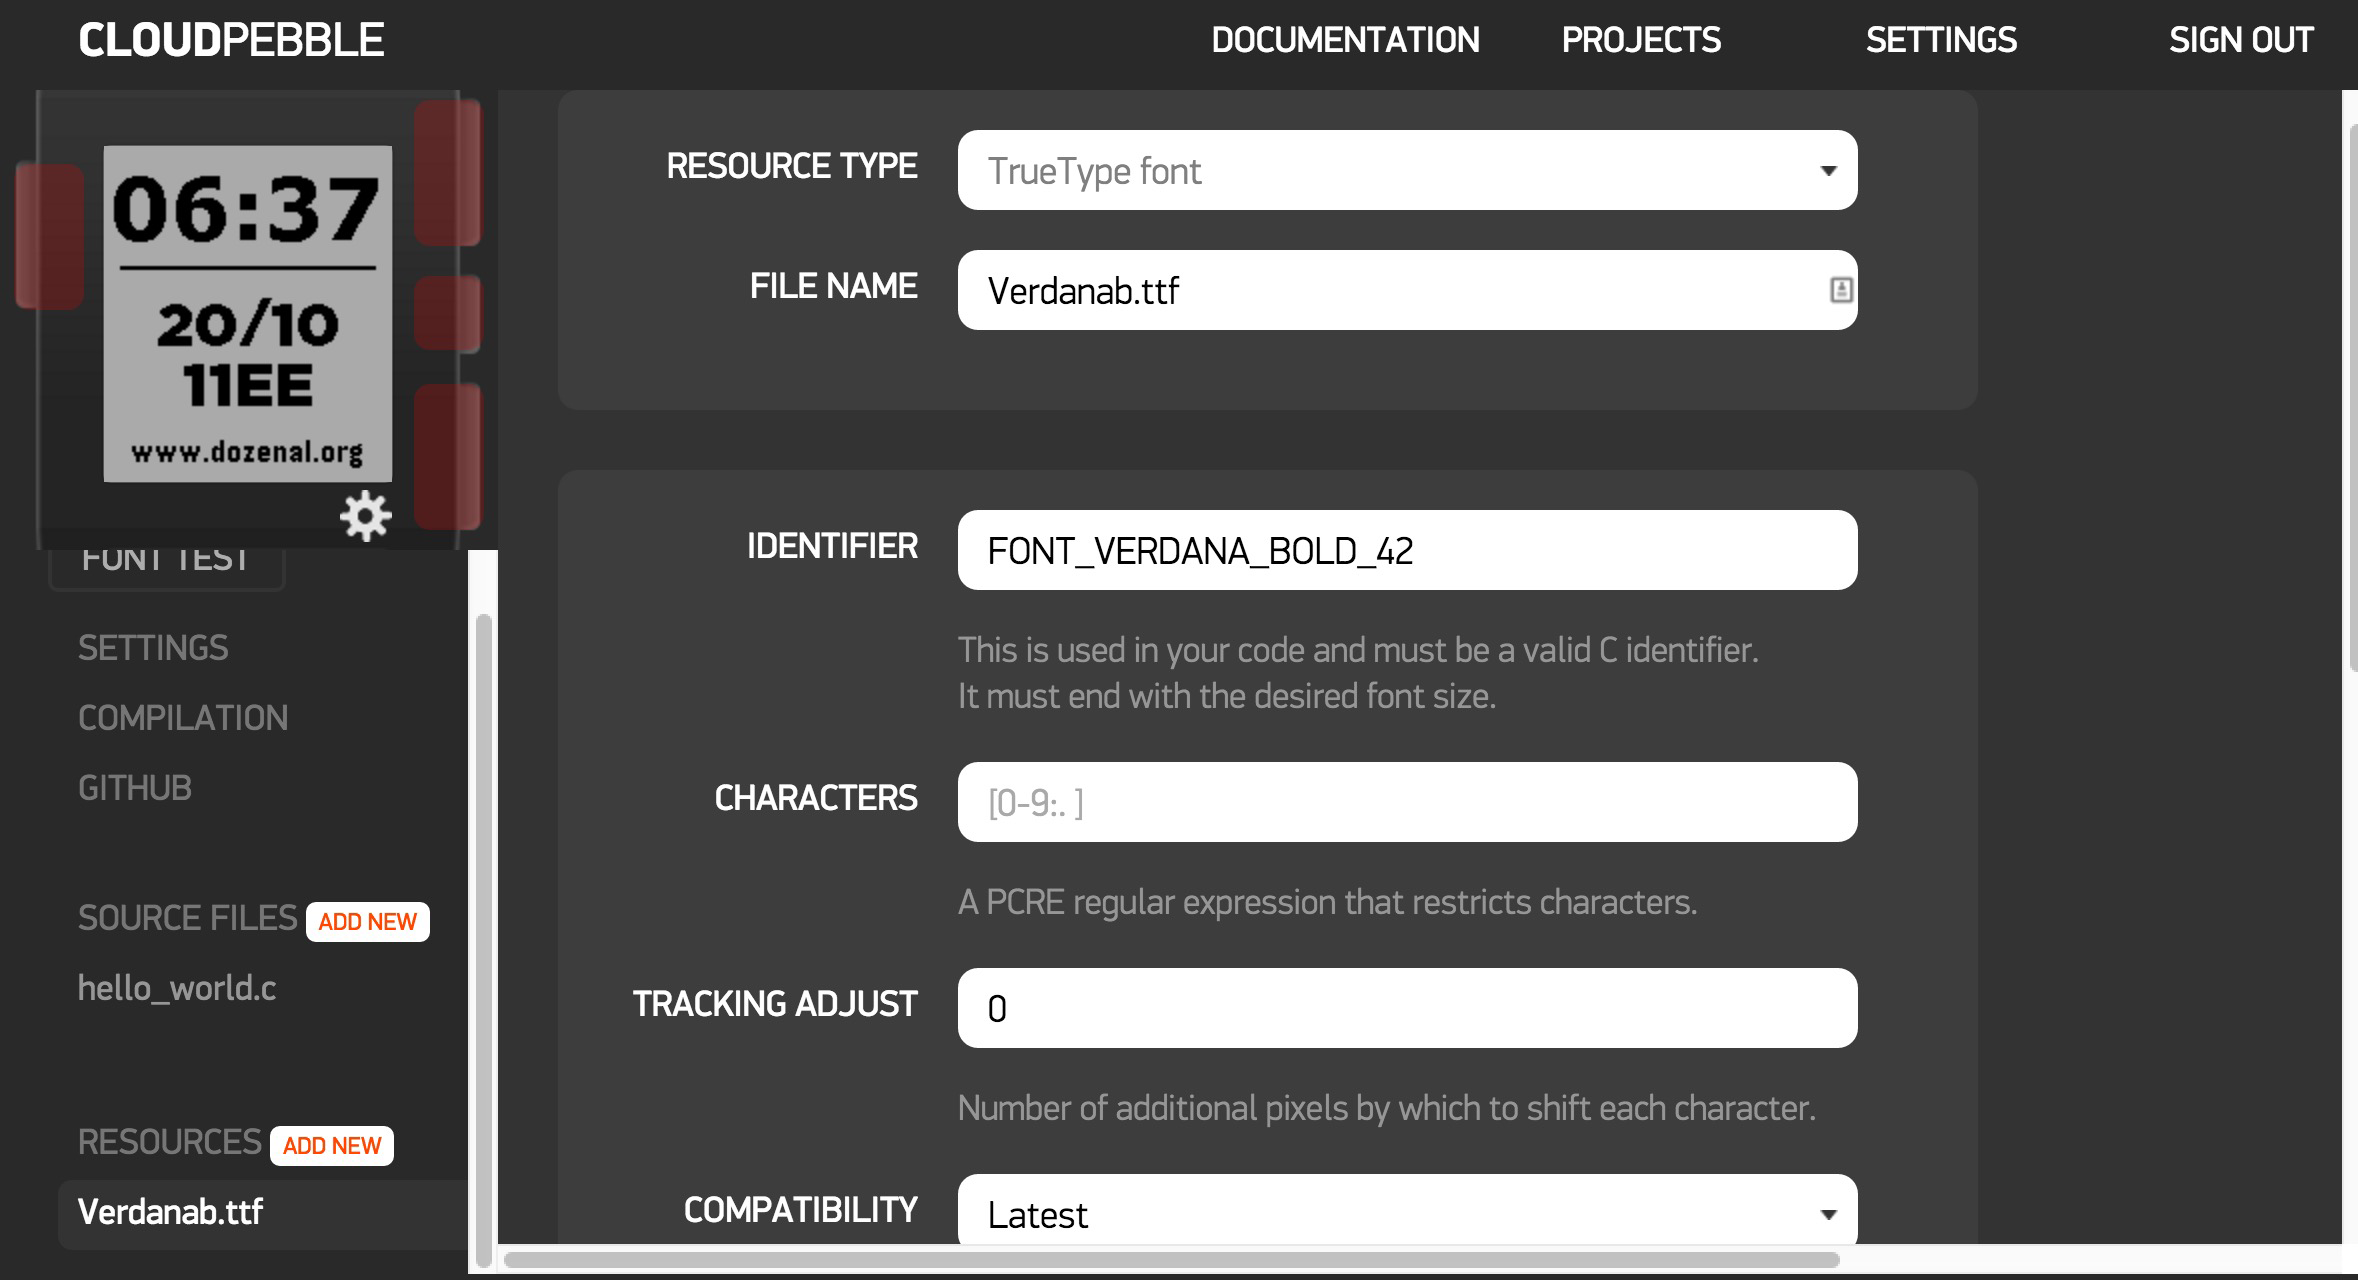 CLOUDPEBBLE
DOCUMENTATION
PROJECTS
SETTINGS
SIGN OUT
06:37
20/10
11EE
www.dozenal.org
FONT TEST
SETTINGS
COMPILATION
GITHUB
SOURCE FILES ADD NEW
hello_world.c
RESOURCES ADD NEW
Verdanab.ttf
RESOURCE TYPE
TrueType font
FILE NAME
Verdanab.ttf
IDENTIFIER
FONT_VERDANA_BOLD_42
This is used in your code and must be a valid C identifier.
It must end with the desired font size.
CHARACTERS
[0-9:. ]
A PCRE regular expression that restricts characters.
TRACKING ADJUST
0
Number of additional pixels by which to shift each character.
COMPATIBILITY
Latest